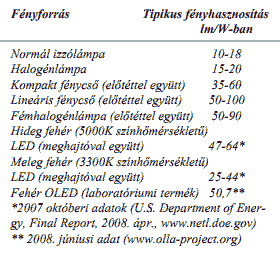 Fényforrás Tipikus fényhasznosítás
lm/W-ban
Normál izzólámpa 10-18
Halogénlámpa 15-20
Kompakt fénycső (előtéttel együtt) 35-60
Lineáris fénycső (előtéttel együtt) 50-100
Fémhalogénlámpa (előtéttel együtt) 50-90
Hideg fehér (5000K színhőmérsékletű)
LED (meghajtóval együtt) 47-64*
Meleg fehér (3300K színhőmérsékletű)
LED (meghajtóval együtt) 25-44*
Fehér OLED (laboratóriumi termék) 50,7**
*2007 októberi adatok (U.S. Department of Ener-
gy, Final Report, 2008. ápr., www.netl.doe.gov)
** 2008. júniusi adat (www.olla-project.org)